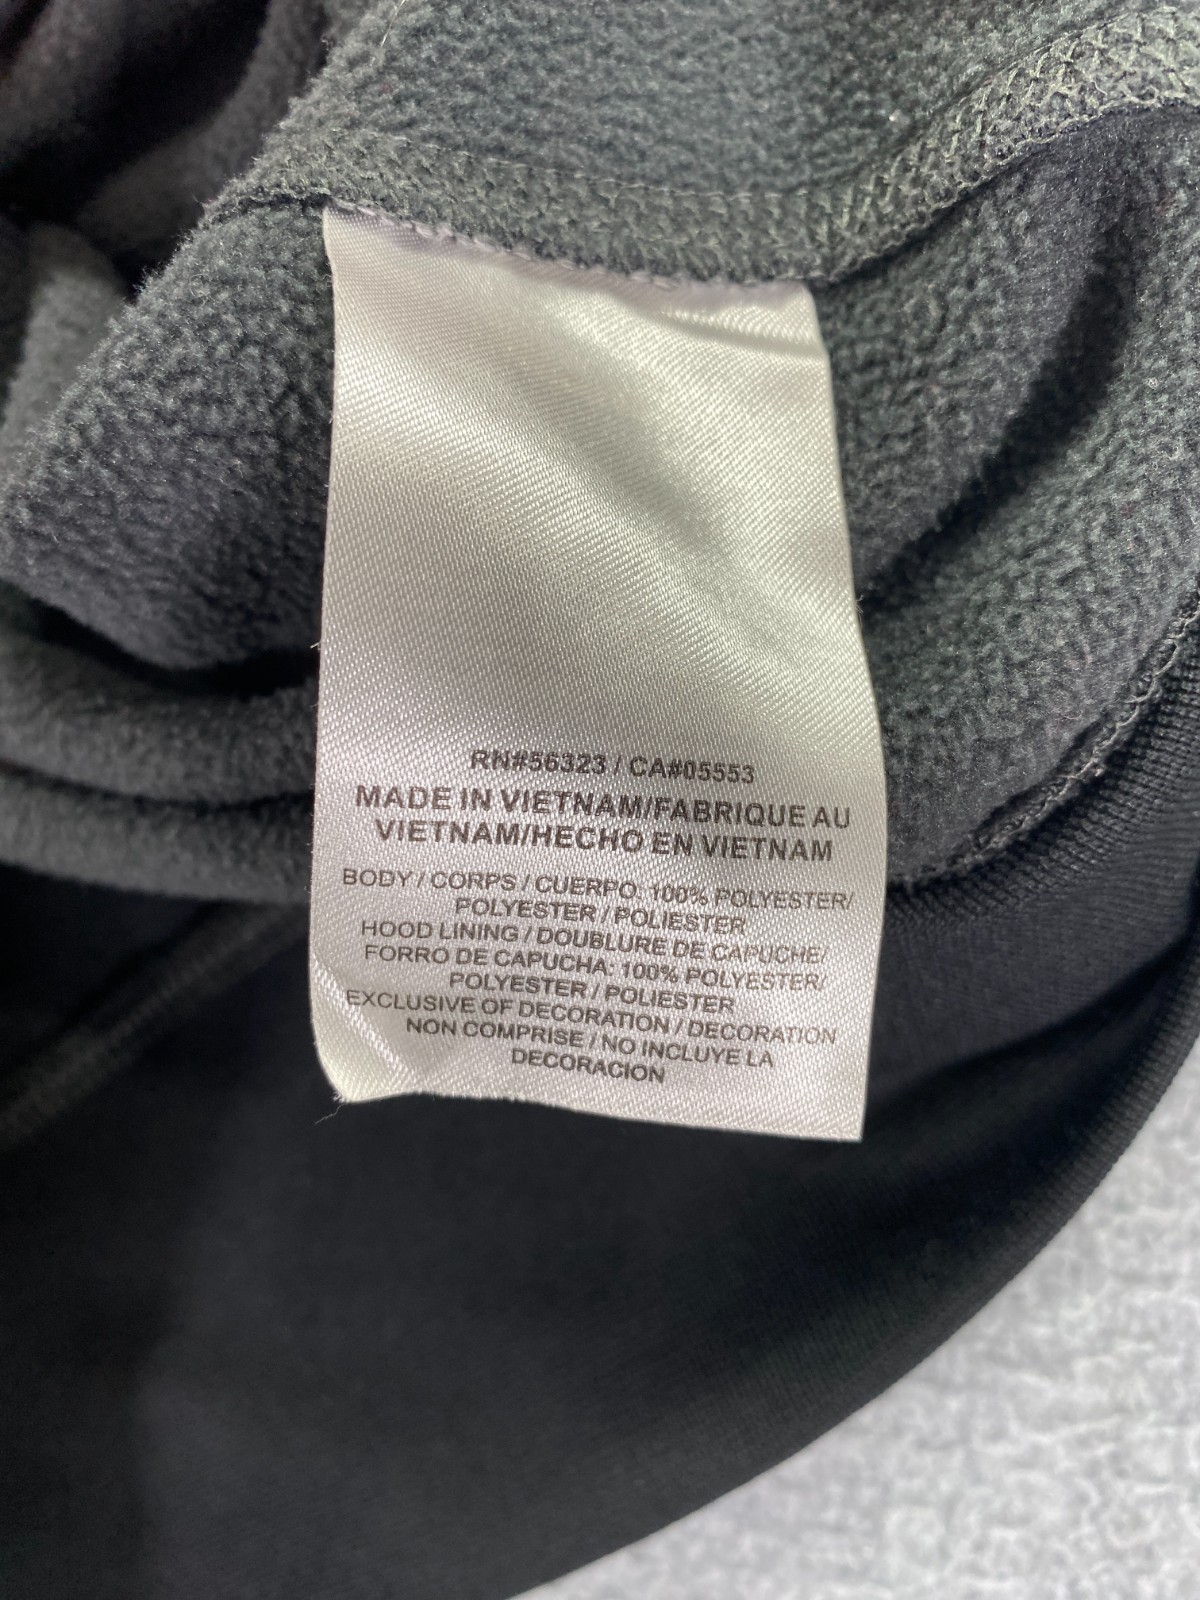 RN#56323 / CA#05553
MADE IN VIETNAM/FABRIQUE AU
VIETNAM/HECHO EN VIETNAM
BODY / CORPS / CUERPO: 100% POLYESTER/
POLYESTER / POLIESTER
HOOD LINING / DOUBLURE DE CAPUCHE/
FORRO DE CAPUCHA: 100% POLYESTER/
POLYESTER / POLIESTER
EXCLUSIVE OF DECORATION / DECORATION
NON COMPRISE / NO INCLUYE LA
DECORACION